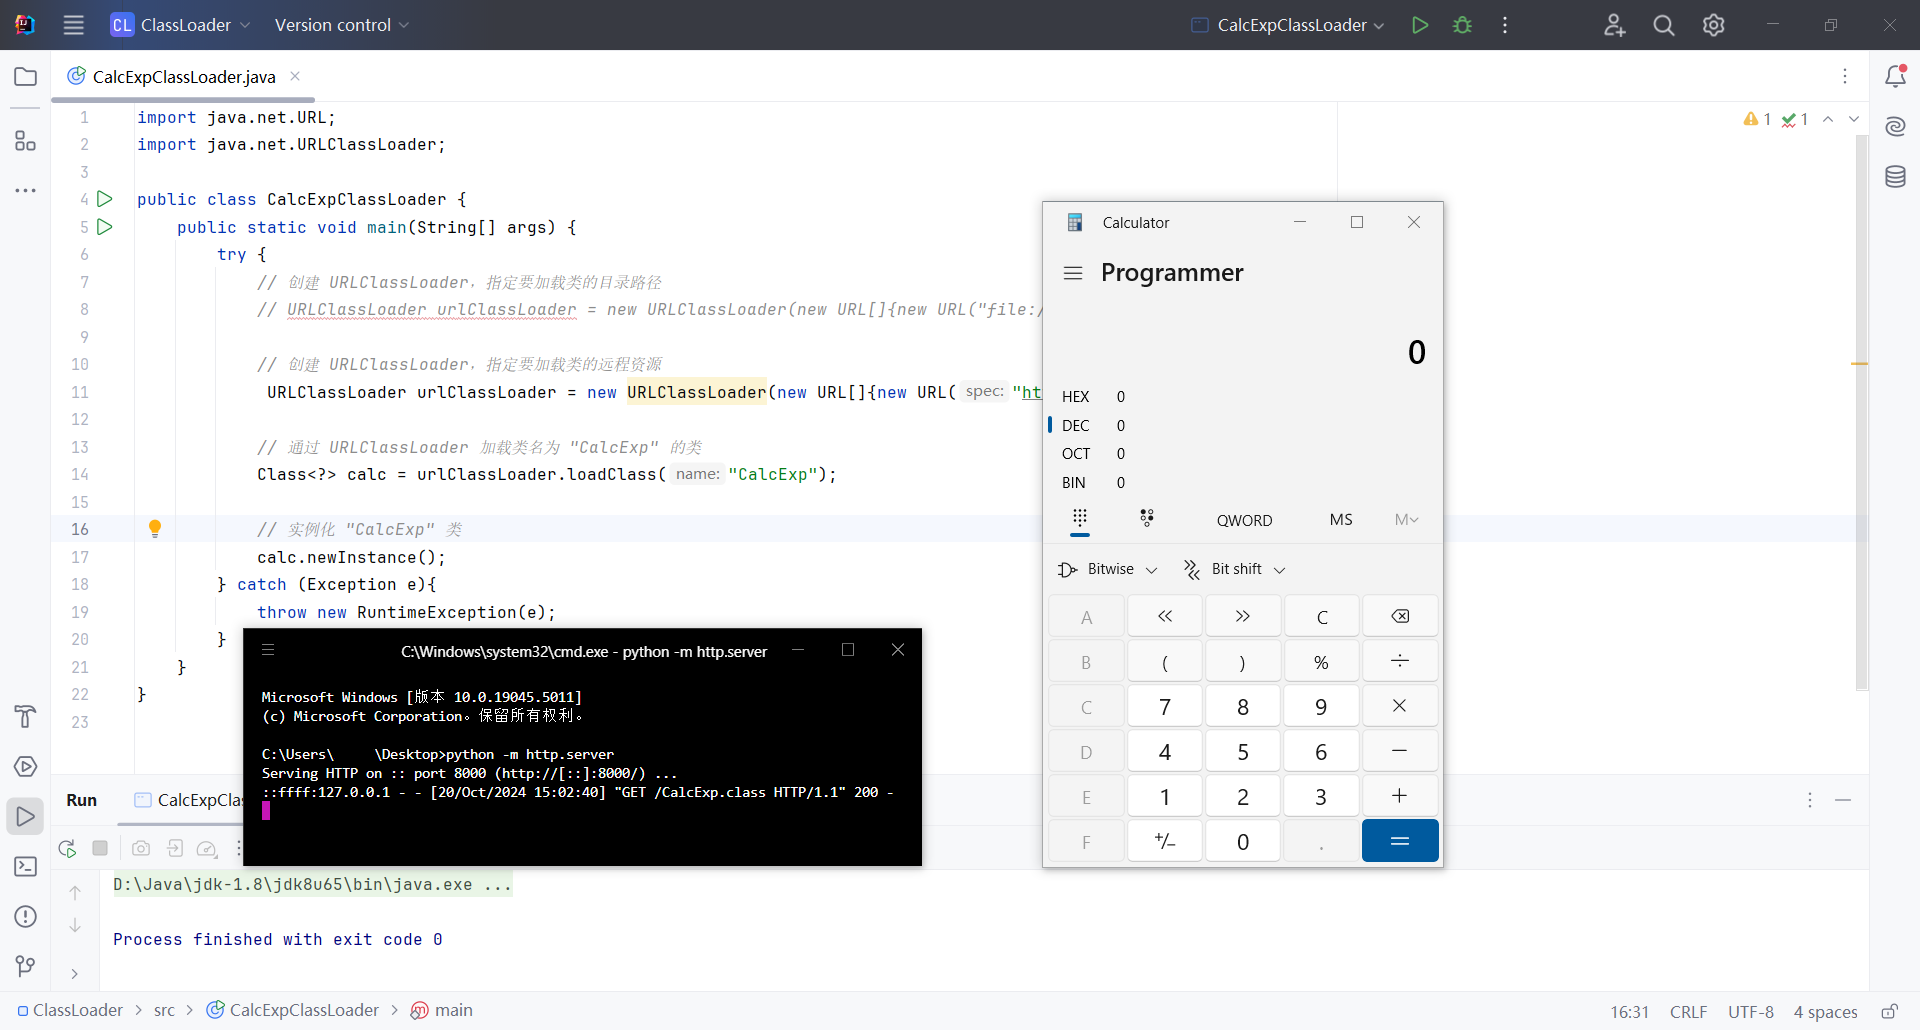 CL ClassLoader Version control CalcExpClassLoader
CalcExpClassLoader.java
1 import java.net.URL;
2 import java.net.URLClassLoader;
3
4 public class CalcExpClassLoader {
5 public static void main(String[] args) {
6 try {
7 // 创建 URLClassLoader，指定要加载类的目录路径
8 // URLClassLoader urlClassLoader = new URLClassLoader(new URL[]{new URL("file:/
9
10 // 创建 URLClassLoader，指定要加载类的远程资源
11 URLClassLoader urlClassLoader = new URLClassLoader(new URL[]{new URL( spec: "ht
12
13 // 通过 URLClassLoader 加载类名为 "CalcExp" 的类
14 Class<?> calc = urlClassLoader.loadClass( name: "CalcExp");
15
16 // 实例化 "CalcExp" 类
17 calc.newInstance();
18 } catch (Exception e){
19 throw new RuntimeException(e);
20 }
21 }
22 }
23
1 1
Calculator
Programmer
0
HEX 0
DEC 0
OCT 0
BIN 0
QWORD MS M
Bitwise Bit shift
A « » C
B ( ) % ÷
C 7 8 9 ×
D 4 5 6 −
E 1 2 3 +
F +/− 0 . =
C:\Windows\system32\cmd.exe - python -m http.server
Microsoft Windows [版本 10.0.19045.5011]
(c) Microsoft Corporation。保留所有权利。
C:\Users\ \Desktop>python -m http.server
Serving HTTP on :: port 8000 (http://[::]:8000/) ...
::ffff:127.0.0.1 - - [20/Oct/2024 15:02:40] "GET /CalcExp.class HTTP/1.1" 200 -
Run CalcExpCla
D:\Java\jdk-1.8\jdk8u65\bin\java.exe ...
Process finished with exit code 0
ClassLoader > src > CalcExpClassLoader > main
16:31 CRLF UTF-8 4 spaces